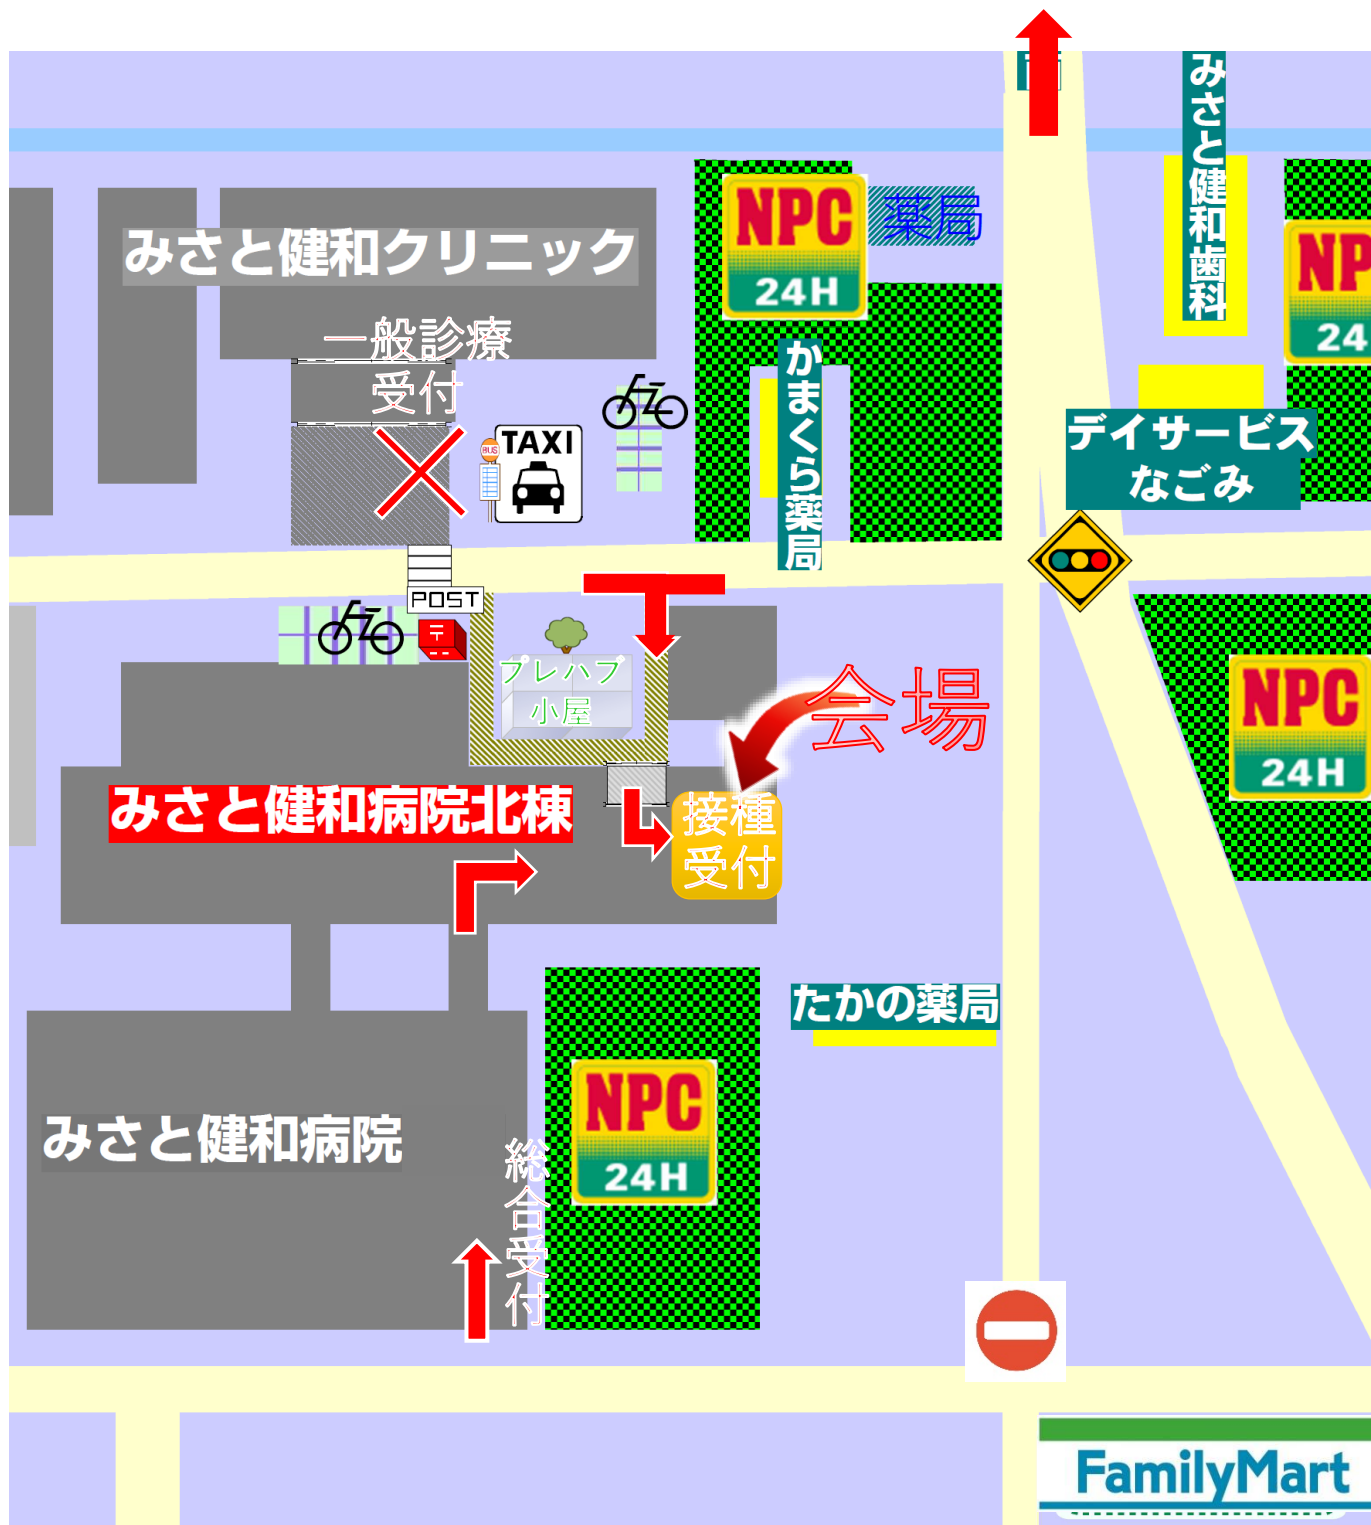 みさと健和歯科
NPC
24H
薬局
みさと健和クリニック
NP
24
一般診療
受付
かまくら薬局
デイサービス
なごみ
TAXI
BUS
POST
〒
プレハブ
小屋
会場
NPC
24H
みさと健和病院北棟
接種
受付
たかの薬局
NPC
24H
みさと健和病院
総合受付
FamilyMart